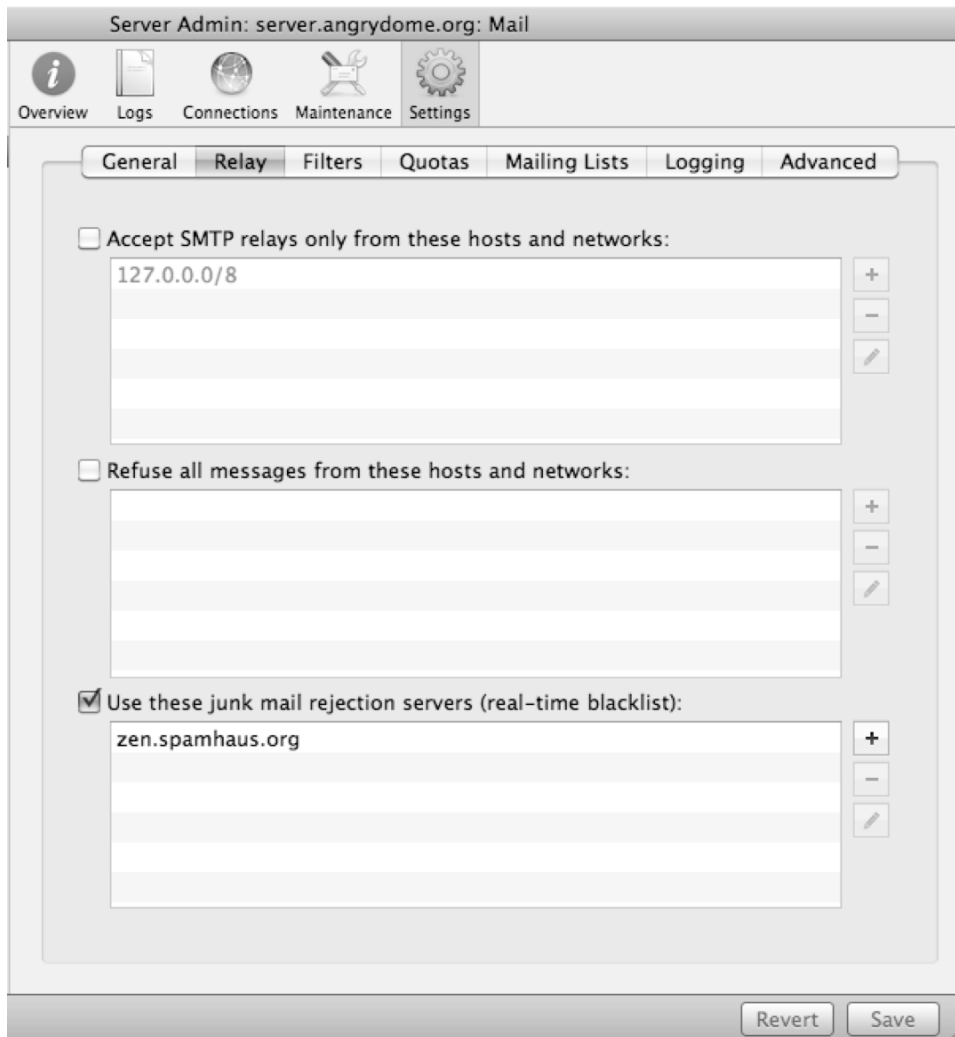 Server Admin: server.angrydome.org: Mail
Overview Logs Connections Maintenance Settings
General Relay Filters Quotas Mailing Lists Logging Advanced
Accept SMTP relays only from these hosts and networks:
127.0.0.0/8
Refuse all messages from these hosts and networks:
Use these junk mail rejection servers (real-time blacklist):
zen.spamhaus.org
Revert Save